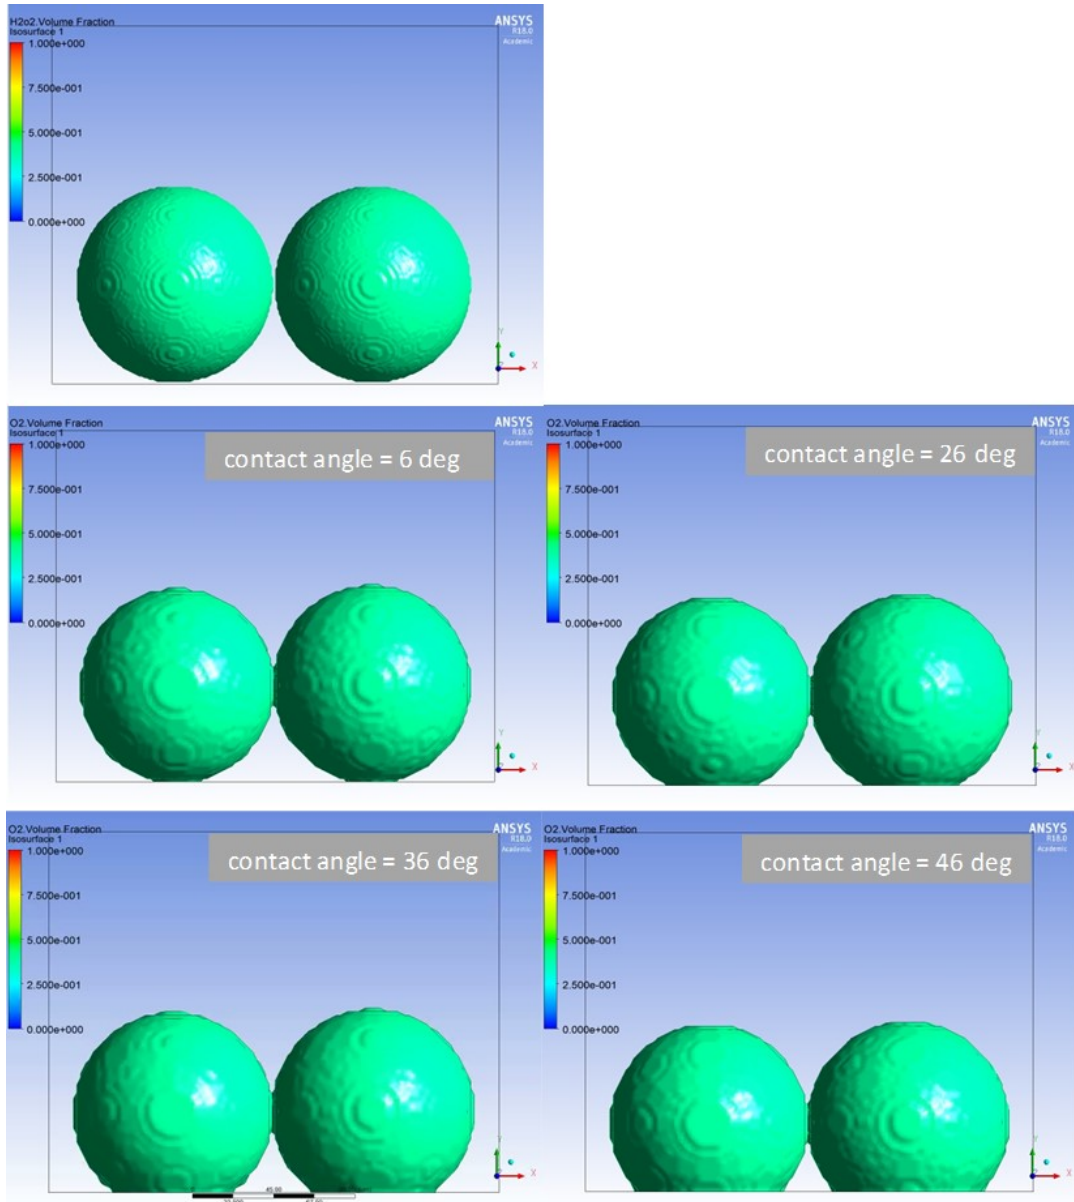 H2o2.Volume Fraction
Isosurface 1
1.000e+000
7.500e-001
5.000e-001
2.500e-001
0.000e+000
ANSYS
R18.0
Academic
Y
X
O2.Volume Fraction
Isosurface 1
1.000e+000
7.500e-001
5.000e-001
2.500e-001
0.000e+000
contact angle = 6 deg
ANSYS
R18.0
Academic
Y
X
O2.Volume Fraction
Isosurface 1
1.000e+000
7.500e-001
5.000e-001
2.500e-001
0.000e+000
contact angle = 26 deg
ANSYS
R18.0
Academic
Y
X
O2.Volume Fraction
Isosurface 1
1.000e+000
7.500e-001
5.000e-001
2.500e-001
0.000e+000
contact angle = 36 deg
ANSYS
R18.0
Academic
Y
X
45.00
O2.Volume Fraction
Isosurface 1
1.000e+000
7.500e-001
5.000e-001
2.500e-001
0.000e+000
contact angle = 46 deg
ANSYS
R18.0
Academic
Y
X